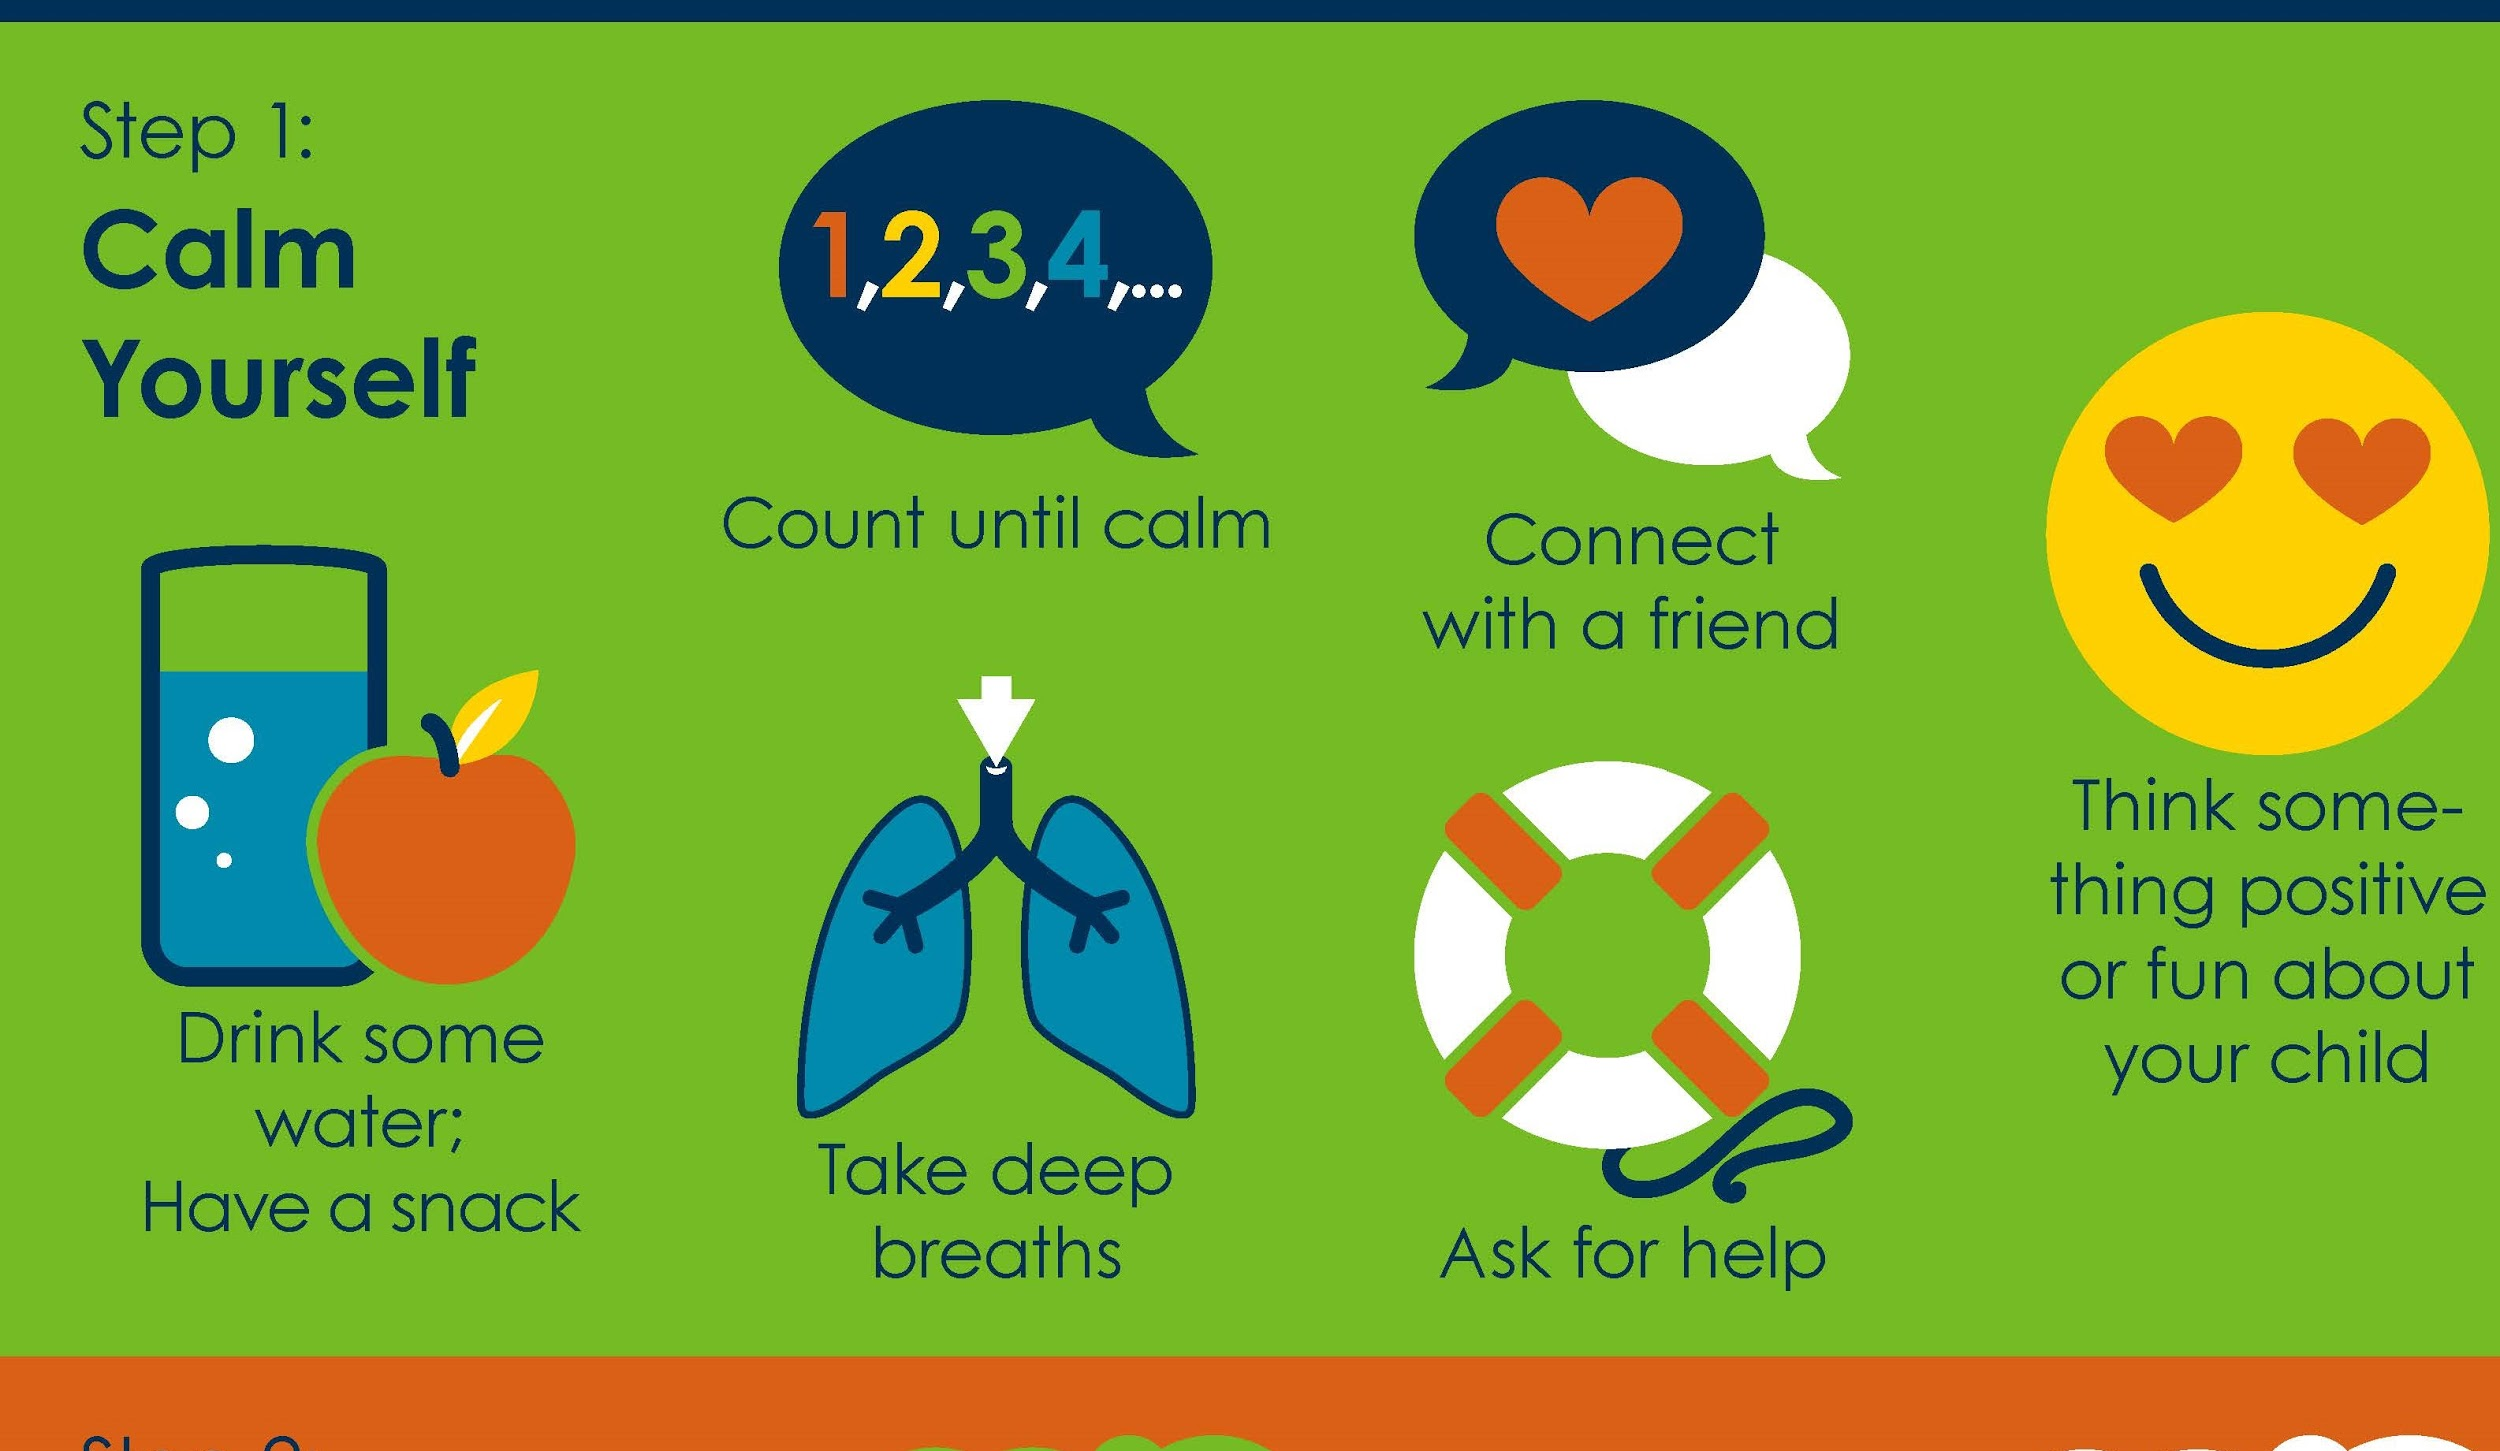 Step 1:
Calm
Yourself
1,2,3,4,...
Count until calm
Connect
with a friend
Think some-
thing positive
or fun about
your child
Drink some
water;
Have a snack
Take deep
breaths
Ask for help